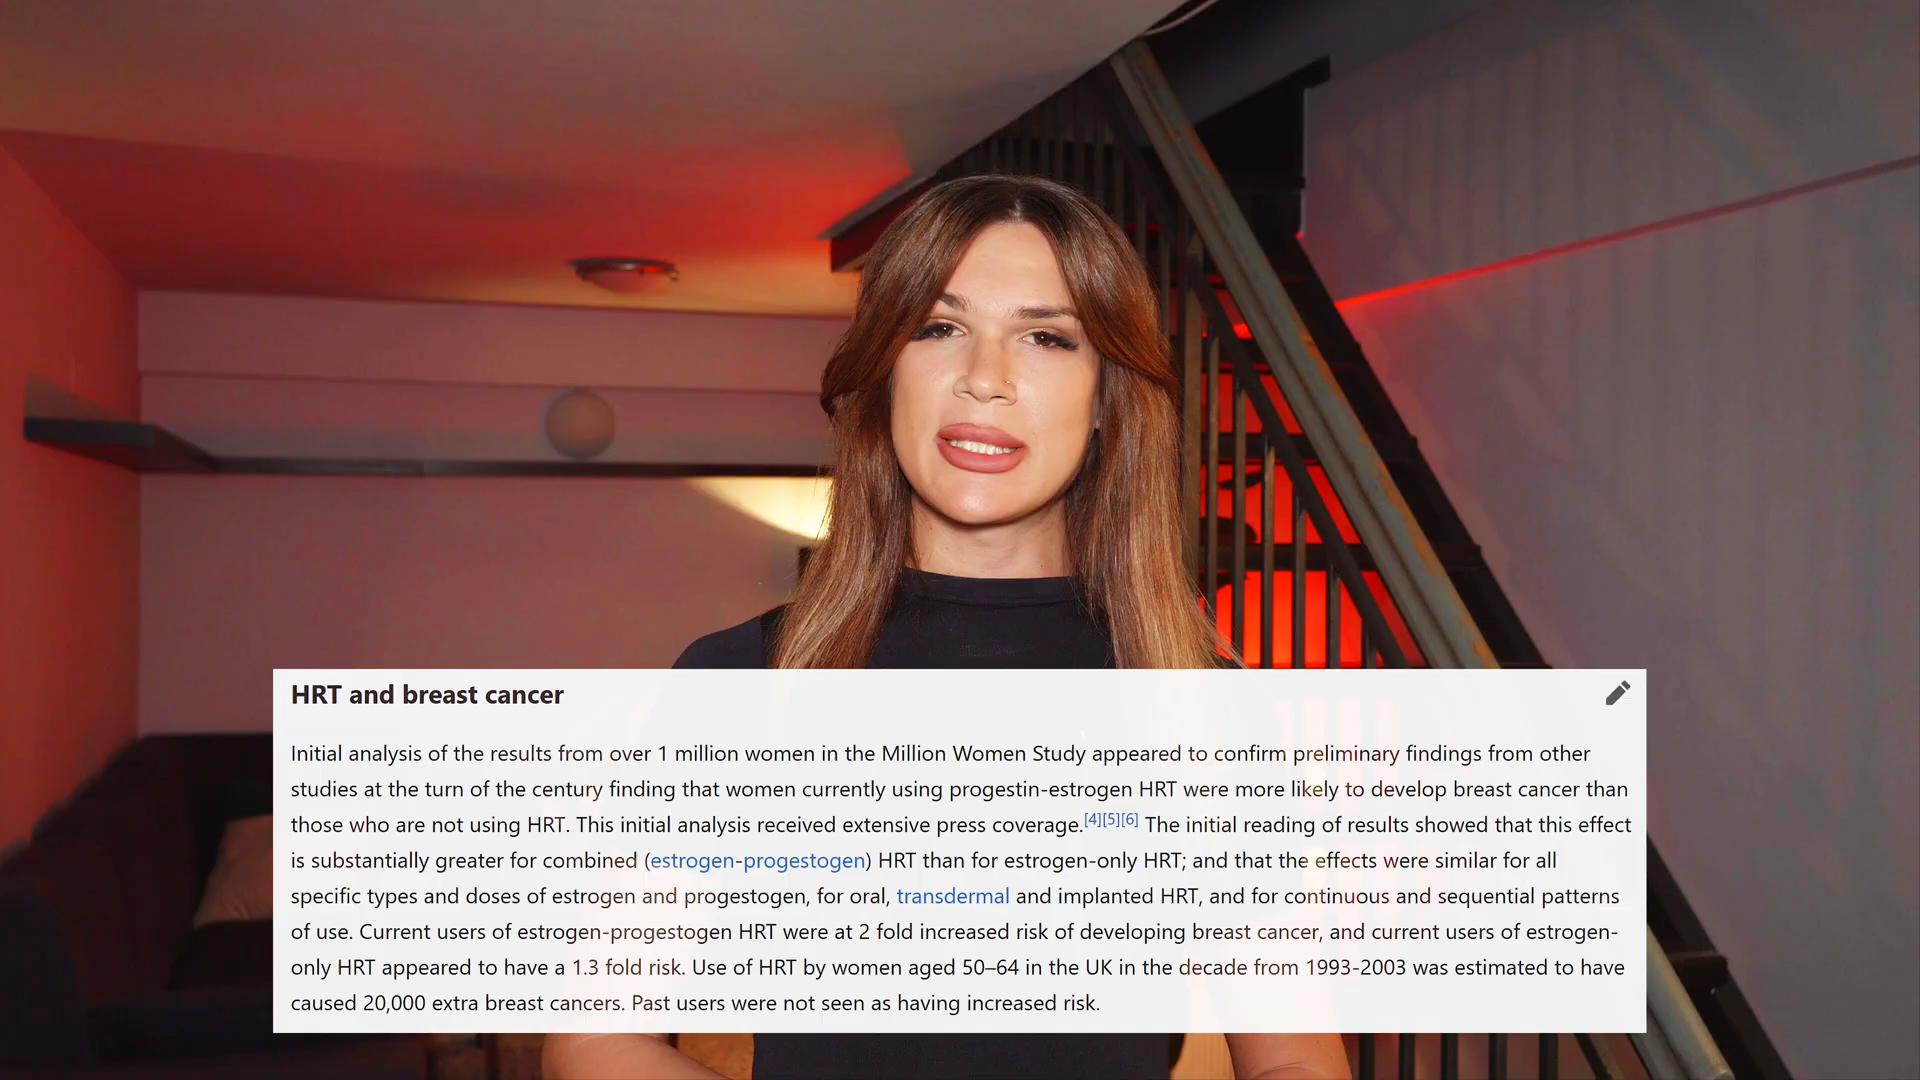 HRT and breast cancer
Initial analysis of the results from over 1 million women in the Million Women Study appeared to confirm preliminary findings from other
studies at the turn of the century finding that women currently using progestin-estrogen HRT were more likely to develop breast cancer than
those who are not using HRT. This initial analysis received extensive press coverage.[4][5][6] The initial reading of results showed that this effect
is substantially greater for combined (estrogen-progestogen) HRT than for estrogen-only HRT; and that the effects were similar for all
specific types and doses of estrogen and progestogen, for oral, transdermal and implanted HRT, and for continuous and sequential patterns
of use. Current users of estrogen-progestogen HRT were at 2 fold increased risk of developing breast cancer, and current users of estrogen-
only HRT appeared to have a 1.3 fold risk. Use of HRT by women aged 50–64 in the UK in the decade from 1993-2003 was estimated to have
caused 20,000 extra breast cancers. Past users were not seen as having increased risk.